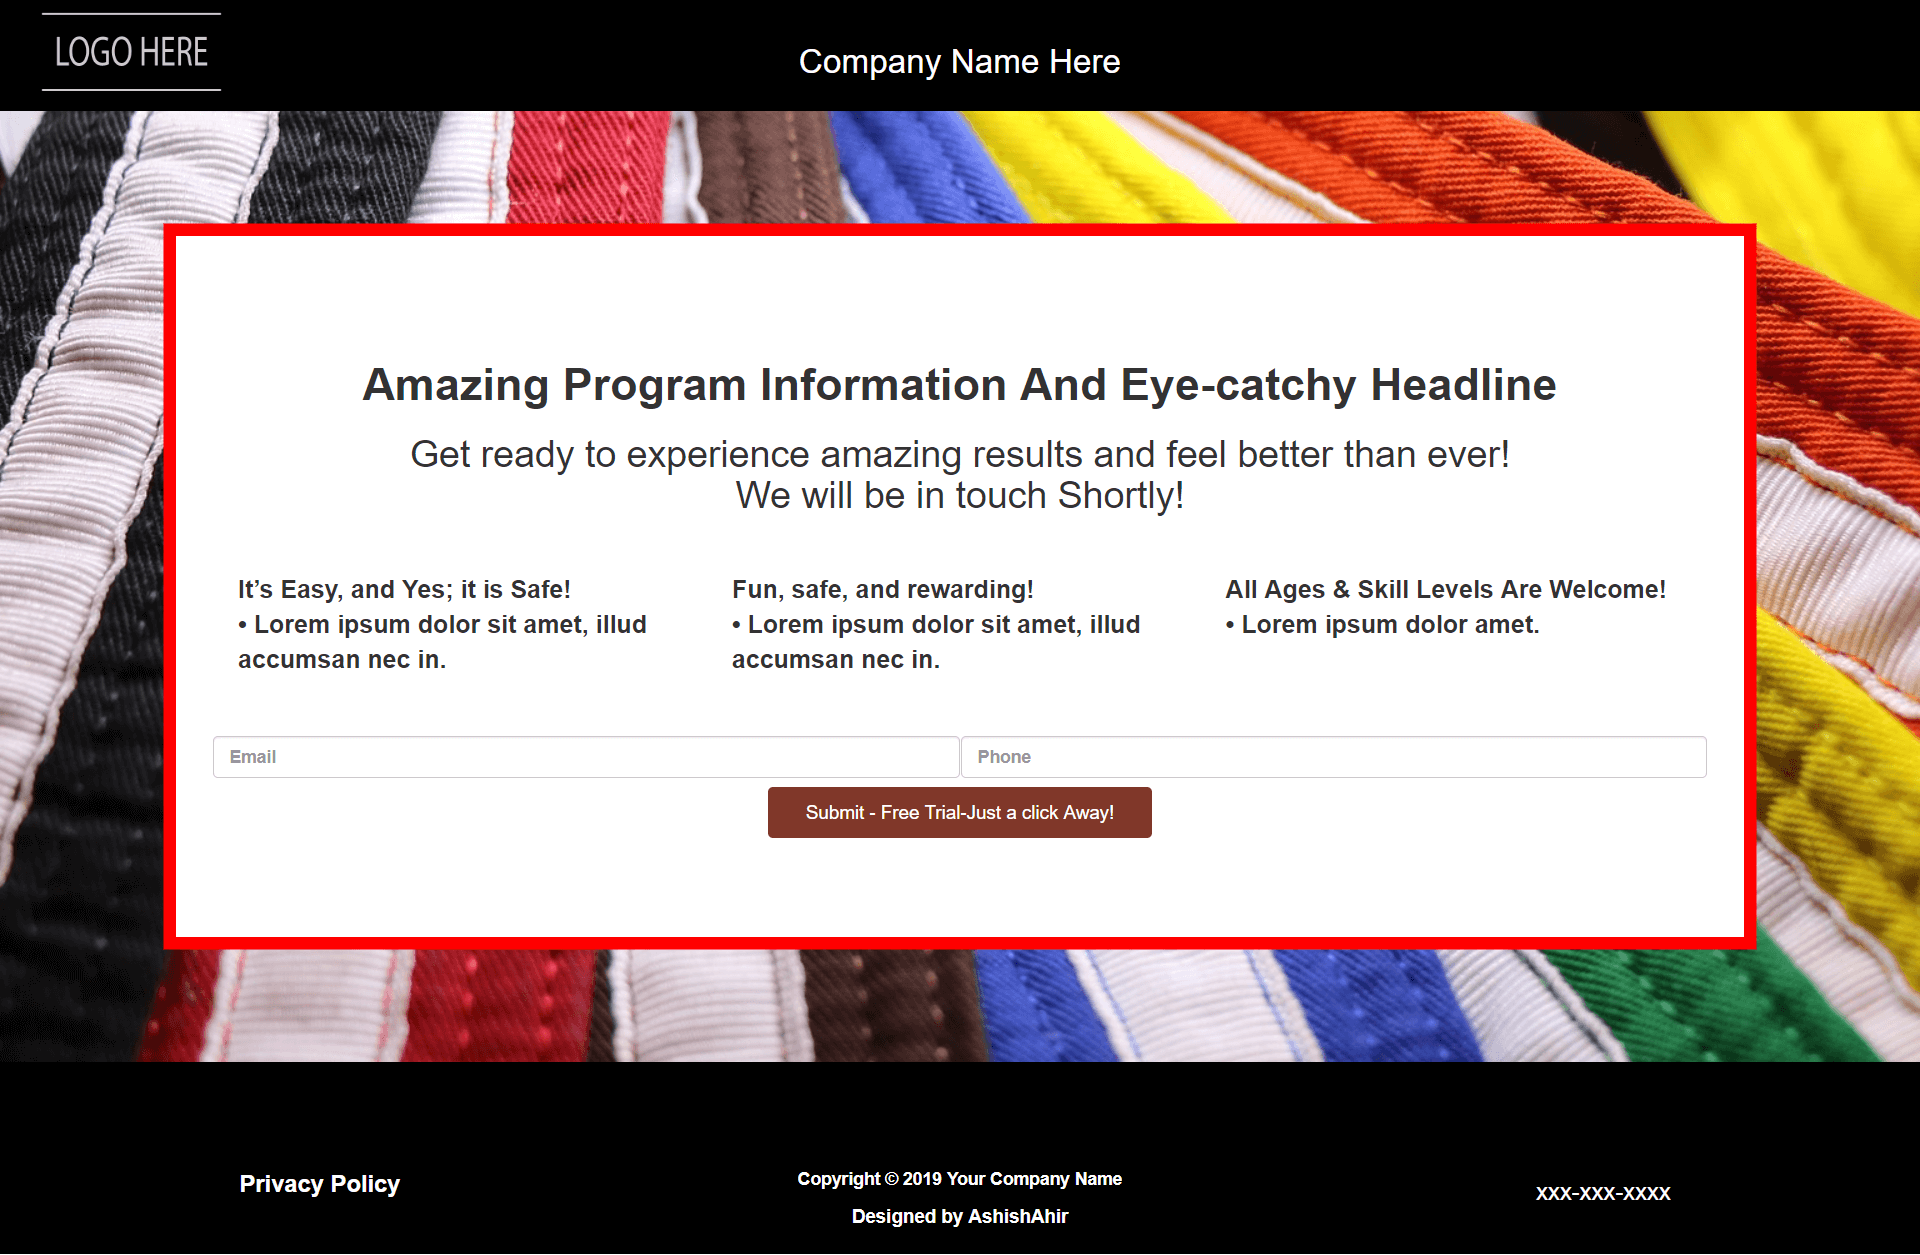 LOGO HERE
Company Name Here
Amazing Program Information And Eye-catchy Headline
Get ready to experience amazing results and feel better than ever!
We will be in touch Shortly!
It’s Easy, and Yes; it is Safe!
• Lorem ipsum dolor sit amet, illud
accumsan nec in.
Fun, safe, and rewarding!
• Lorem ipsum dolor sit amet, illud
accumsan nec in.
All Ages & Skill Levels Are Welcome!
• Lorem ipsum dolor amet.
Email
Phone
Submit - Free Trial-Just a click Away!
Privacy Policy
Copyright © 2019 Your Company Name
Designed by AshishAhir
XXX-XXX-XXXX